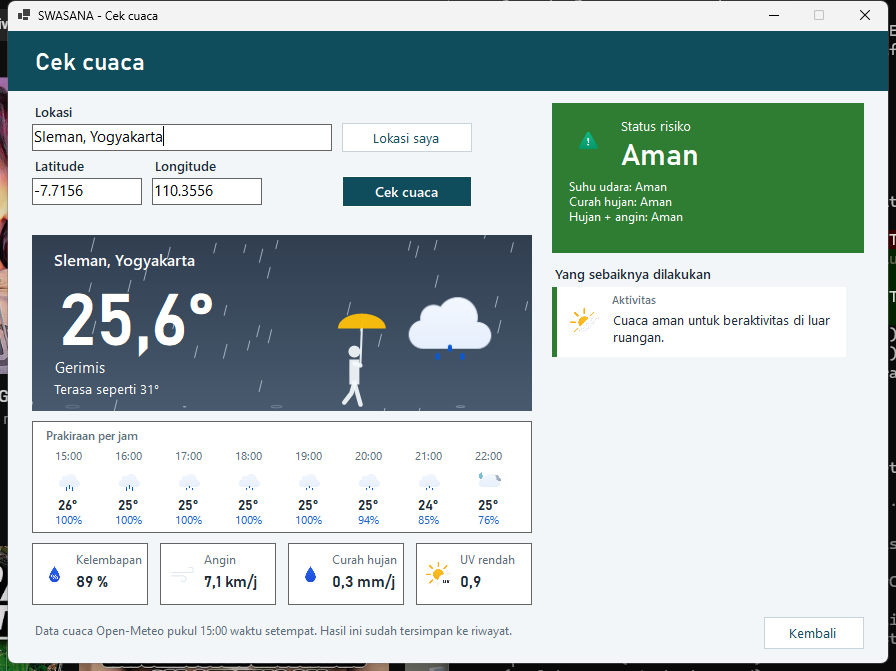 SWASANA - Cek cuaca
Cek cuaca
Lokasi
Sleman, Yogyakarta
Lokasi saya
Latitude Longitude
-7.7156 110.3556
Cek cuaca
Status risiko
Aman
Suhu udara: Aman
Curah hujan: Aman
Hujan + angin: Aman
Sleman, Yogyakarta
25,6°
Gerimis
Terasa seperti 31°
Yang sebaiknya dilakukan
Aktivitas
Cuaca aman untuk beraktivitas di luar
ruangan.
Prakiraan per jam
15:00 16:00 17:00 18:00 19:00 20:00 21:00 22:00
26° 25° 25° 25° 25° 25° 24° 25°
100% 100% 100% 100% 100% 94% 85% 76%
Kelembapan
89 %
Angin
7,1 km/j
Curah hujan
0,3 mm/j
UV rendah
0,9
Data cuaca Open-Meteo pukul 15:00 waktu setempat. Hasil ini sudah tersimpan ke riwayat.
Kembali